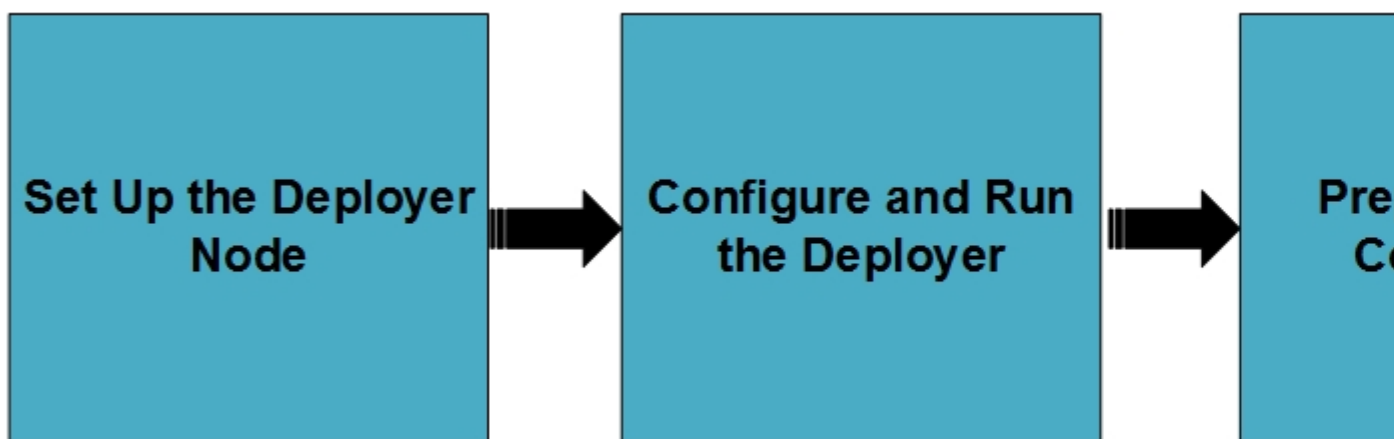 Set Up the Deployer
Node
Configure and Run
the Deployer